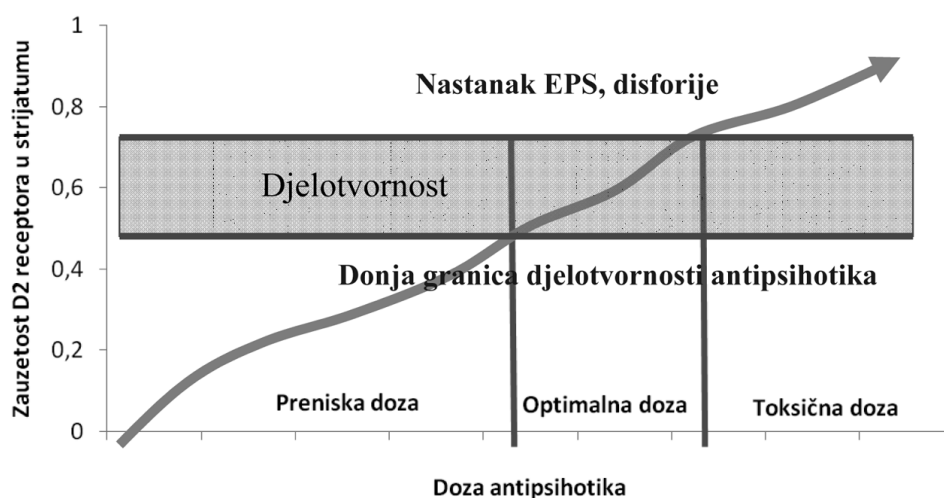 Zauzetost D2 receptora u strijatumu
1
0,8
0,6
0,4
0,2
0
Nastanak EPS, disforije
Djelotvornost
Donja granica djelotvornosti antipsihotika
Preniska doza
Optimalna doza
Toksična doza
Doza antipsihotika